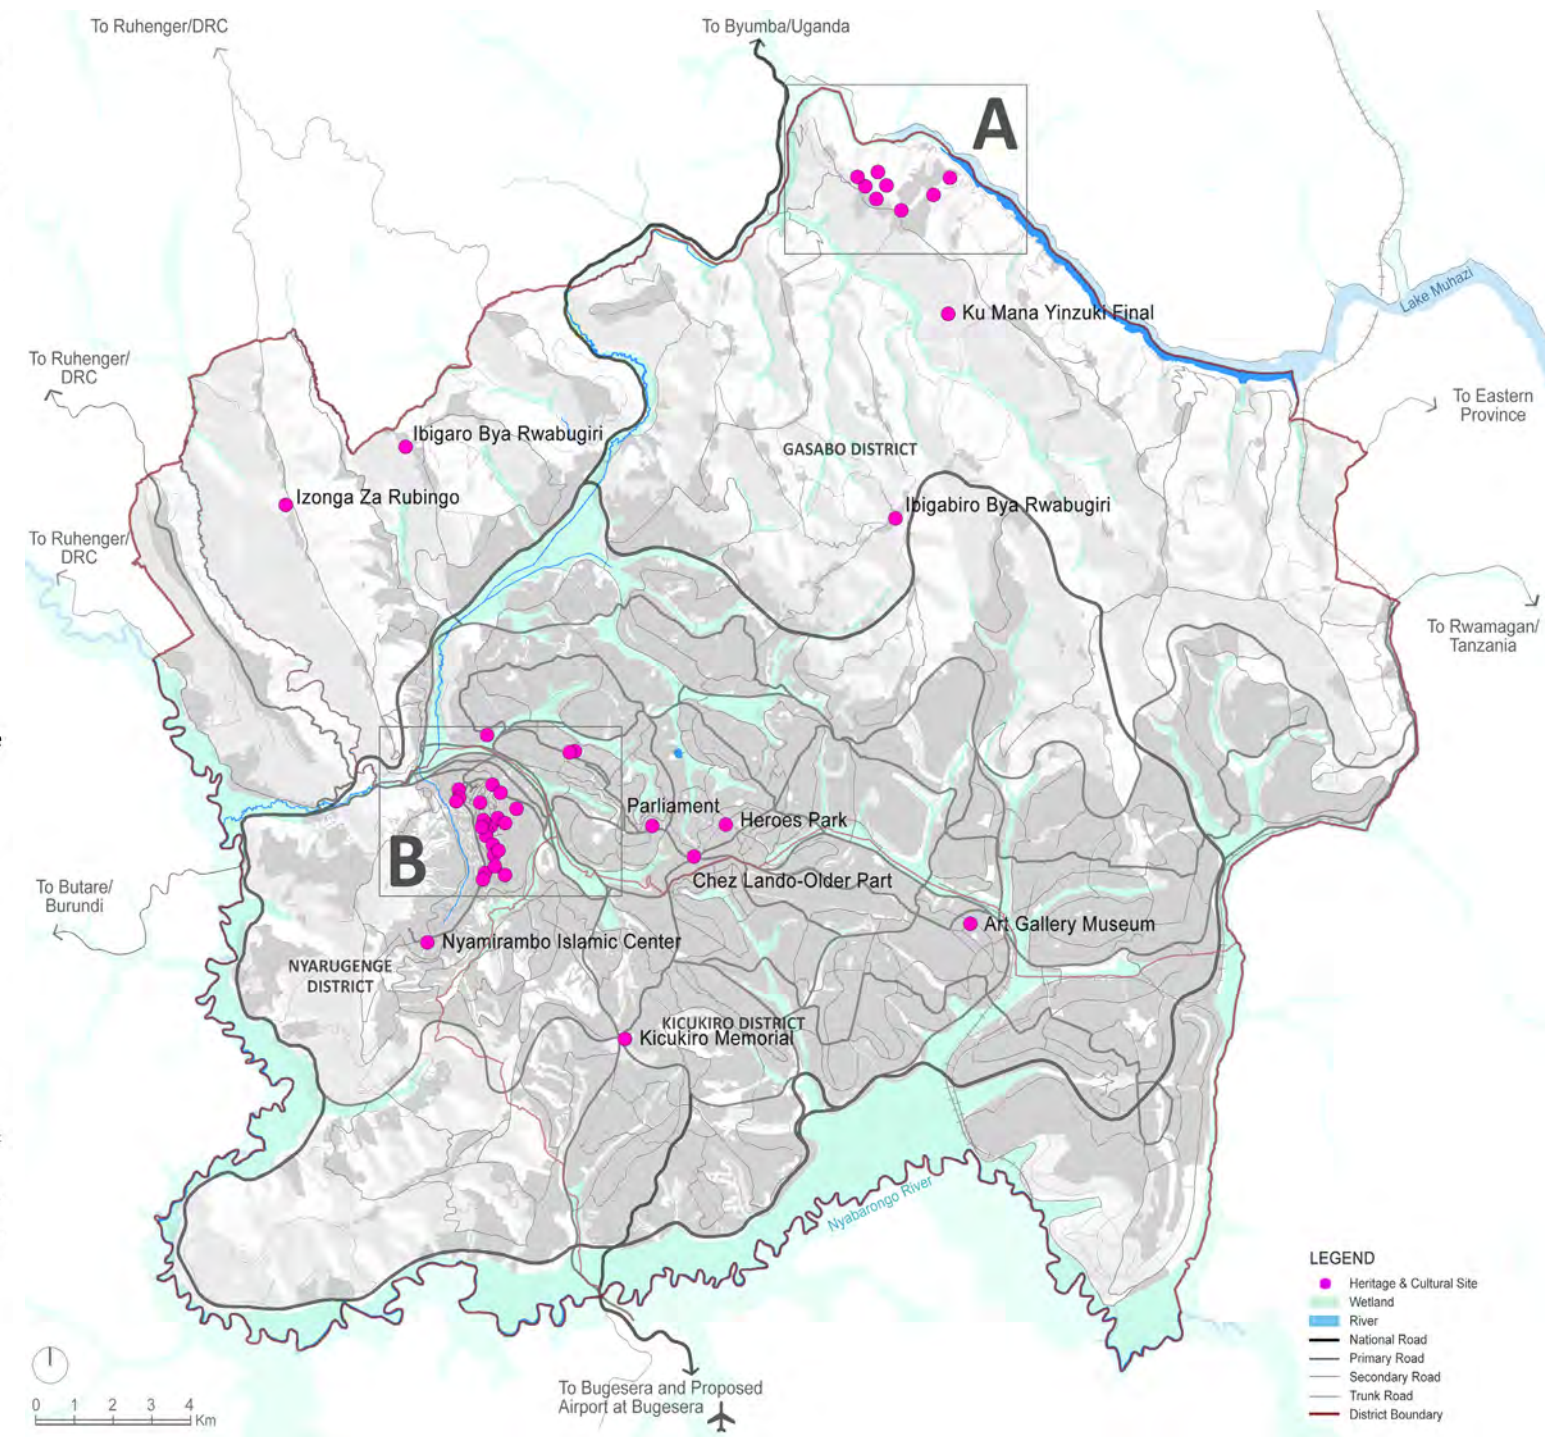 To Ruhenger/DRC
To Byumba/Uganda
A
Lake Muhazi
Ku Mana Yinzuki Final
To Ruhenger/
DRC
To Eastern
Province
Ibigaro Bya Rwabugiri
GASABO DISTRICT
Izonga Za Rubingo
Ibigabiro Bya Rwabugiri
To Ruhenger/
DRC
To Rwamagan/
Tanzania
Parliament
Heroes Park
B
Chez Lando-Older Part
To Butare/
Burundi
Art Gallery Museum
Nyamirambo Islamic Center
NYARUGENGE
DISTRICT
KICUKIRO DISTRICT
Kicukiro Memorial
Nyabarongo River
LEGEND
Heritage & Cultural Site
Wetland
River
National Road
Primary Road
Secondary Road
Trunk Road
District Boundary
0 1 2 3 4
Km
To Bugesera and Proposed
Airport at Bugesera